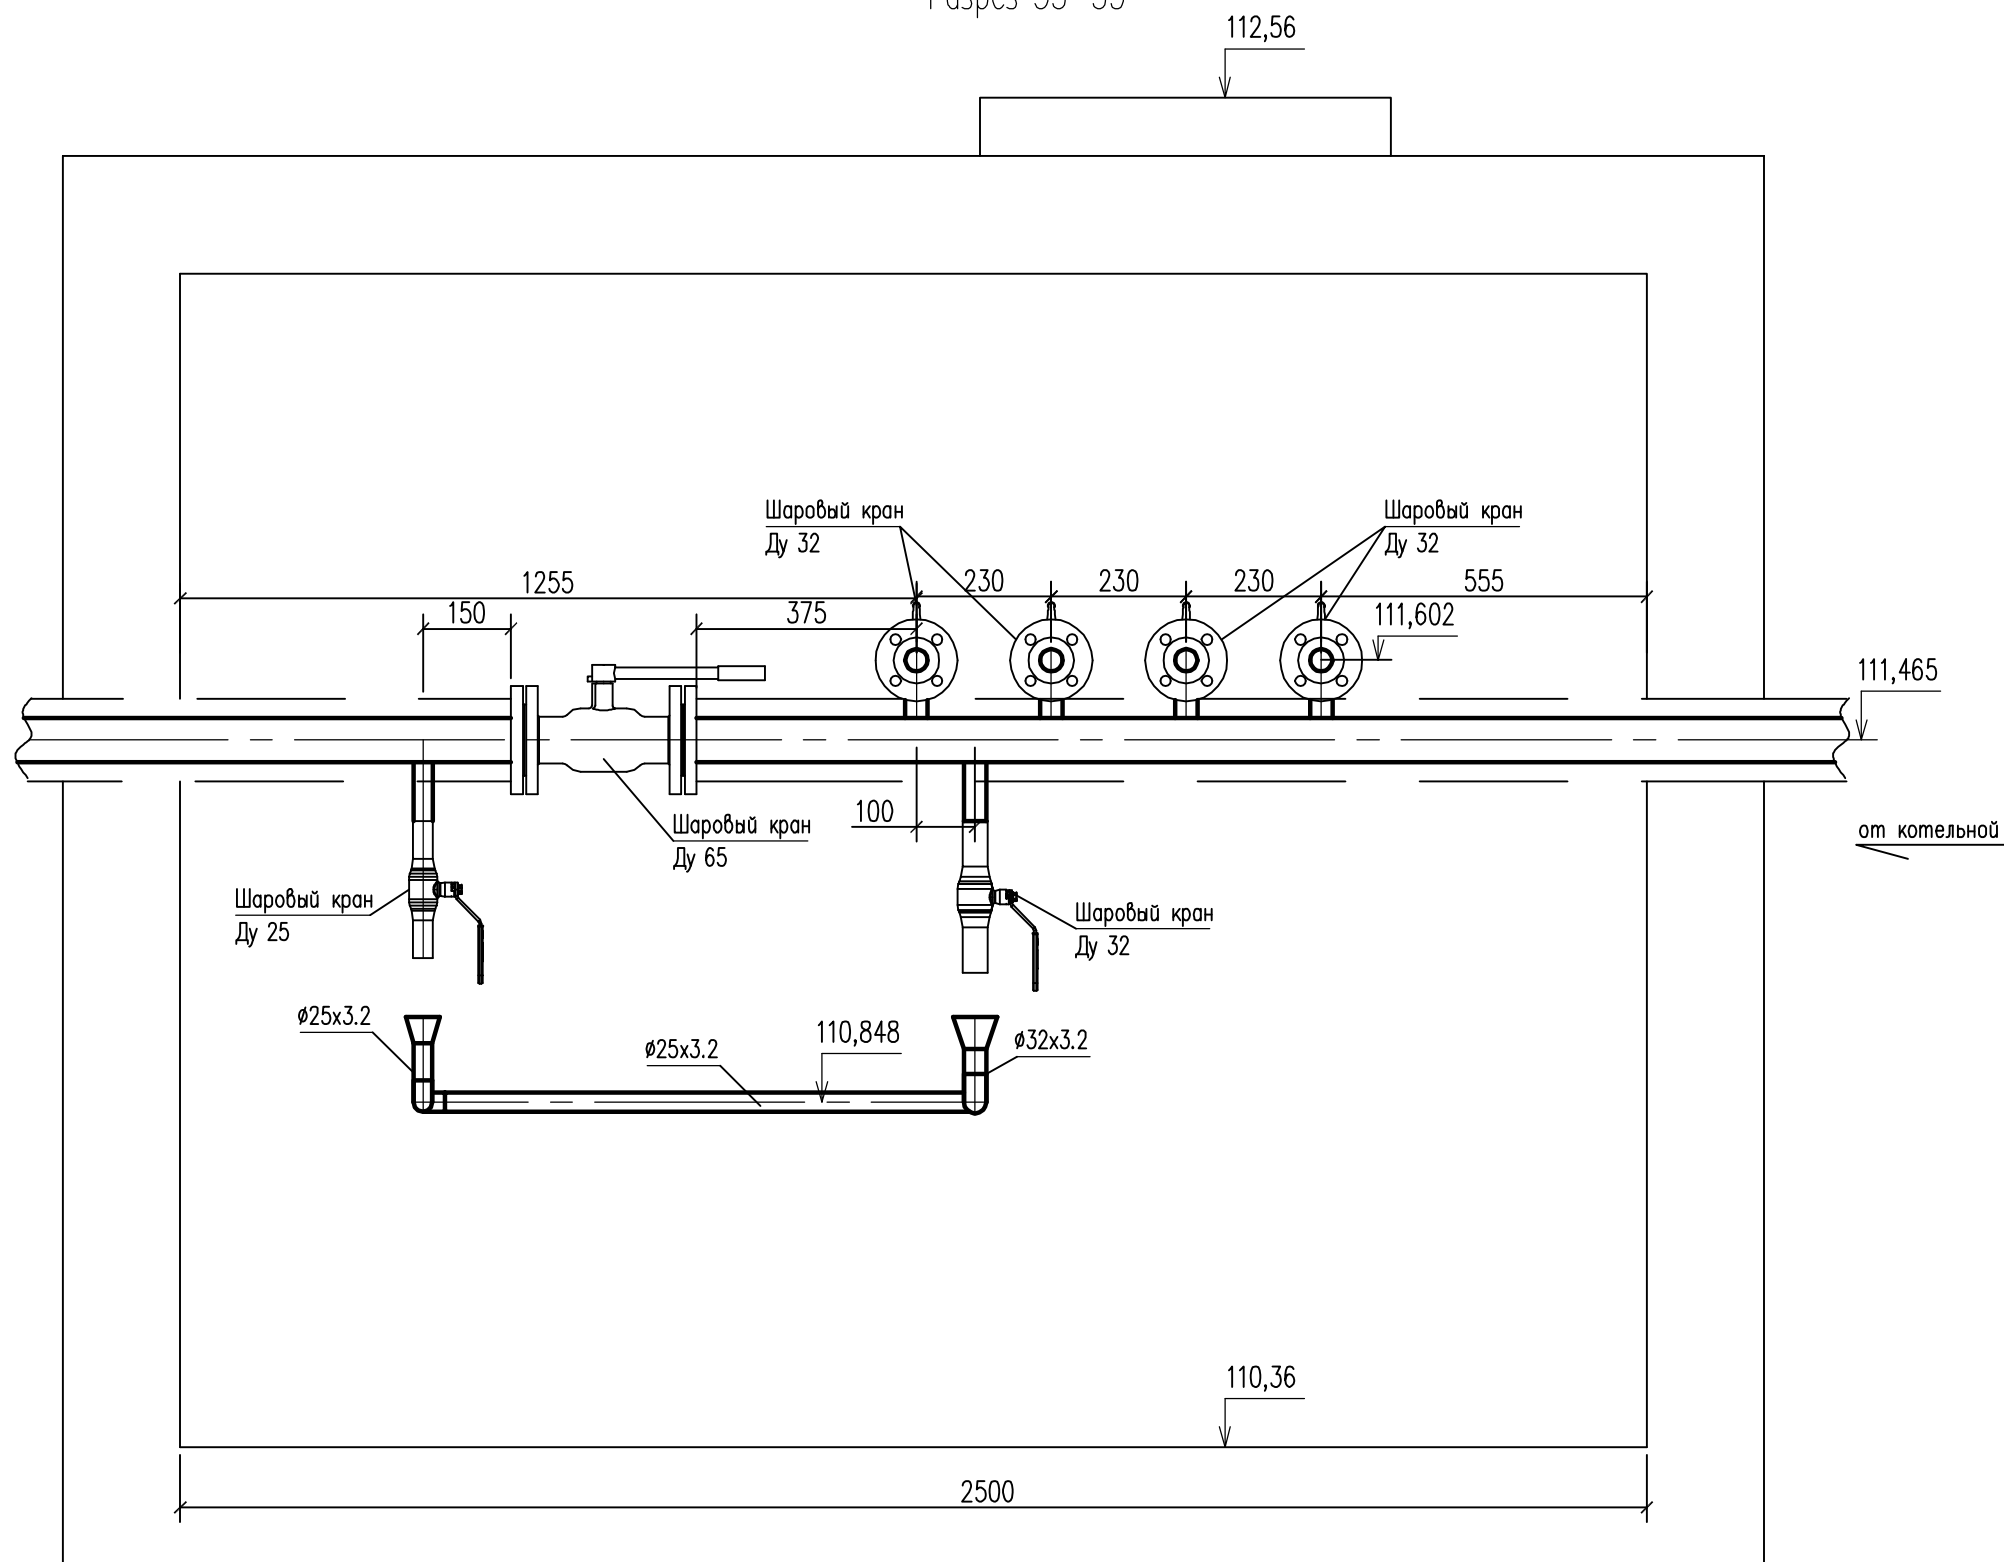 112,56
Шаровый кран
Ду 32
Шаровый кран
Ду 32
1255
230
230
230
555
150
375
111,602
111,465
100
Шаровый кран
Ду 65
от котельной
Шаровый кран
Ду 25
Шаровый кран
Ду 32
ø25x3.2
110,848
ø25x3.2
ø32x3.2
110,36
2500